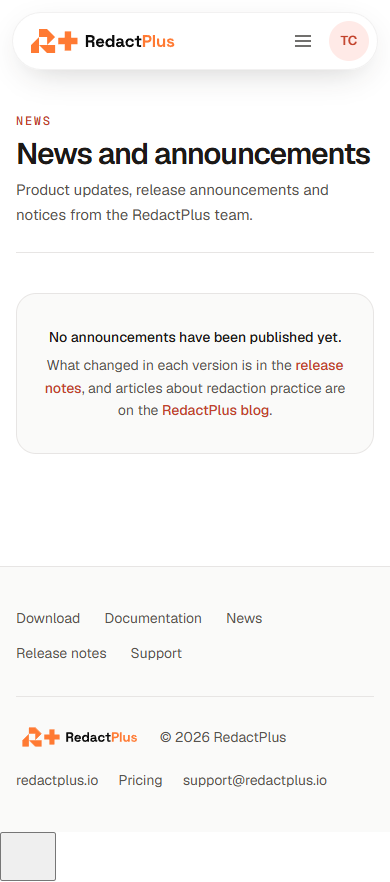 RedactPlus
TC
NEWS
News and announcements
Product updates, release announcements and
notices from the RedactPlus team.
No announcements have been published yet.
What changed in each version is in the release
notes, and articles about redaction practice are
on the RedactPlus blog.
Download Documentation News
Release notes Support
RedactPlus © 2026 RedactPlus
redactplus.io Pricing support@redactplus.io